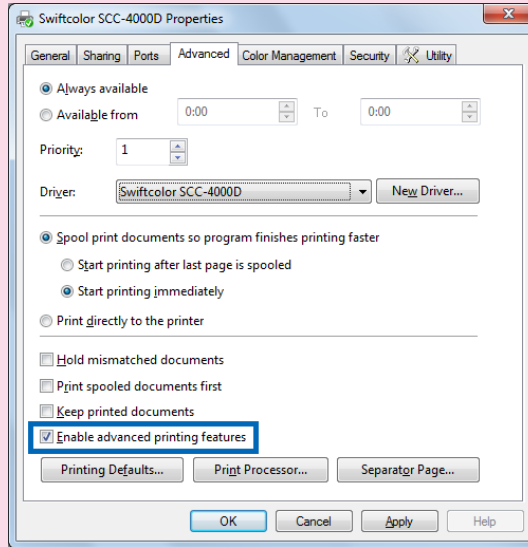 Swiftcolor SCC-4000D Properties
General Sharing Ports Advanced Color Management Security Utility
Always available
Available from 0:00 To 0:00
Priority: 1
Driver: Swiftcolor SCC-4000D New Driver...
Spool print documents so program finishes printing faster
Start printing after last page is spooled
Start printing immediately
Print directly to the printer
Hold mismatched documents
Print spooled documents first
Keep printed documents
Enable advanced printing features
Printing Defaults... Print Processor... Separator Page...
OK Cancel Apply Help